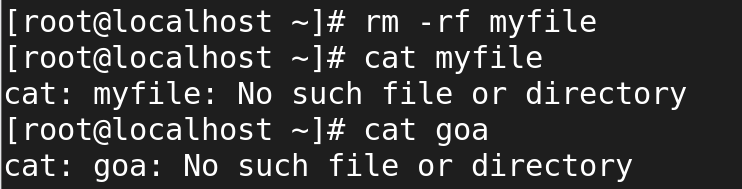 [root@localhost ~]# rm -rf myfile
[root@localhost ~]# cat myfile
cat: myfile: No such file or directory
[root@localhost ~]# cat goa
cat: goa: No such file or directory